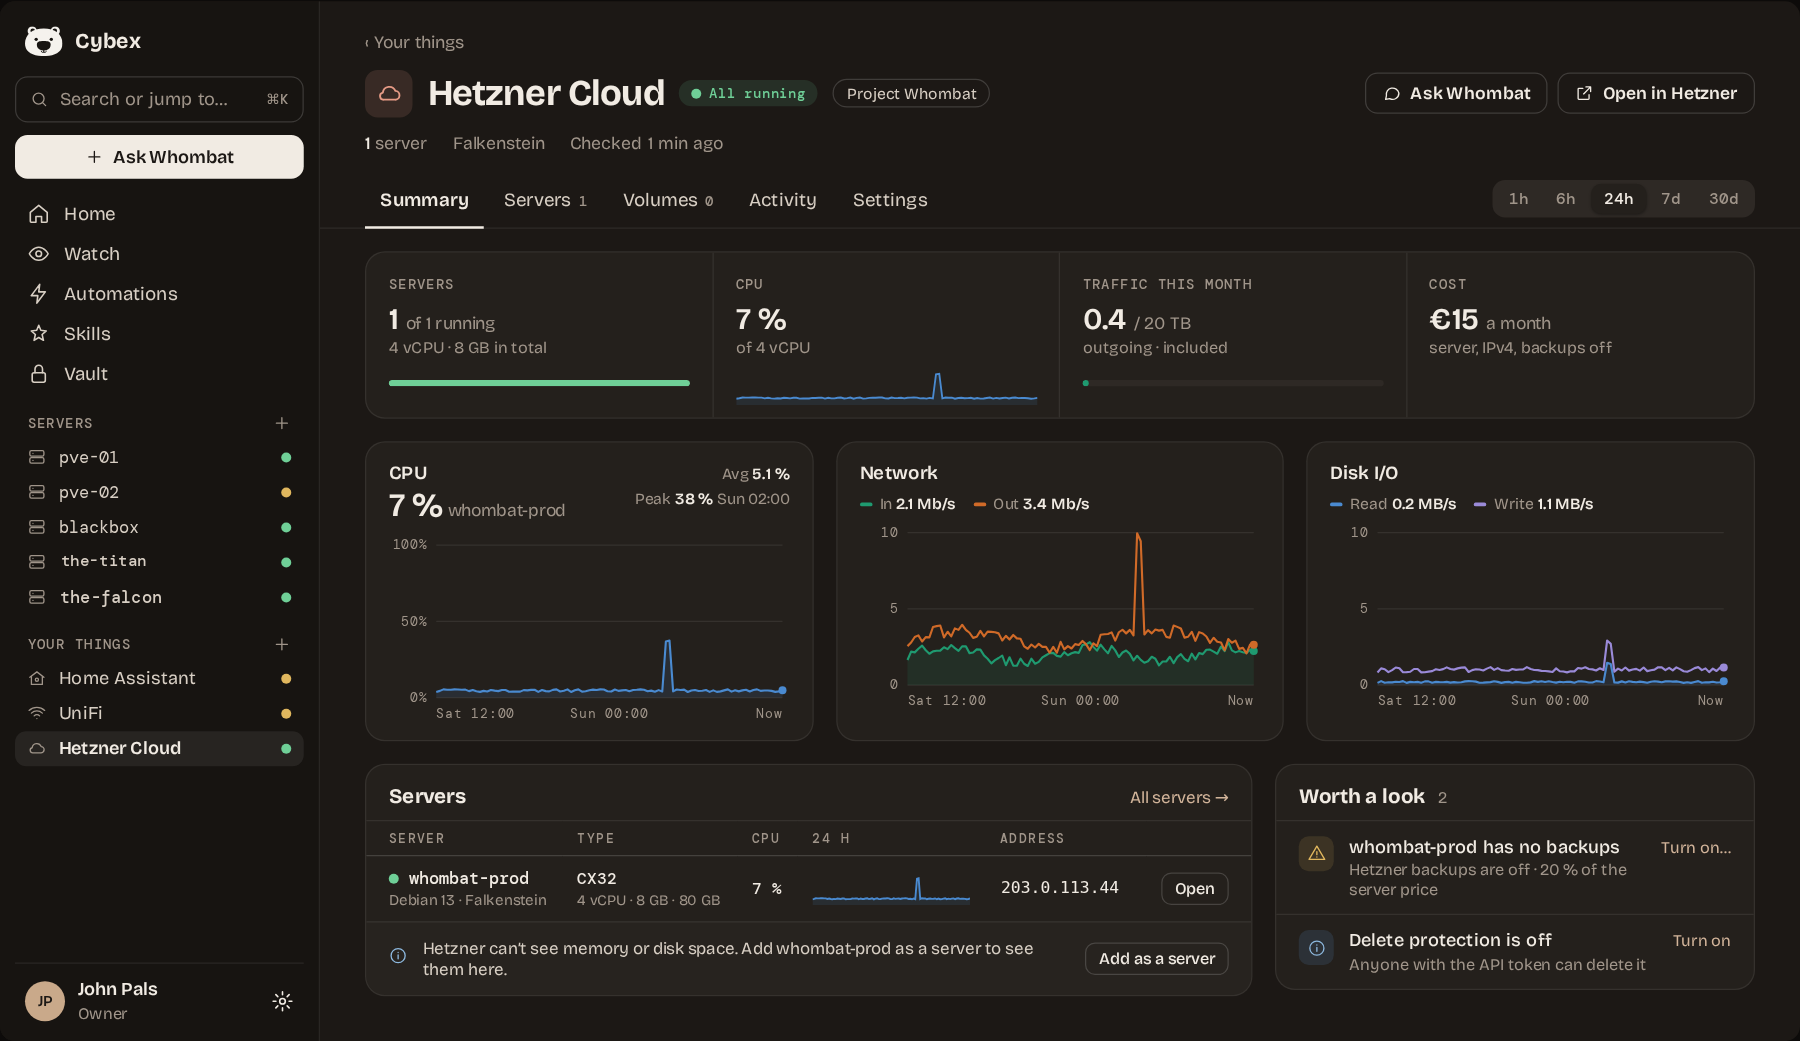 Cybex
Search or jump to... ⌘K
+ Ask Whombat
Home
Watch
Automations
Skills
Vault
SERVERS +
pve-01
pve-02
blackbox
the-titan
the-falcon
YOUR THINGS +
Home Assistant
UniFi
Hetzner Cloud
JP
John Pals
Owner
‹ Your things
Hetzner Cloud
All running
Project Whombat
Ask Whombat
Open in Hetzner
1 server Falkenstein Checked 1 min ago
Summary Servers 1 Volumes 0 Activity Settings
1h 6h 24h 7d 30d
SERVERS
1 of 1 running
4 vCPU · 8 GB in total
CPU
7 %
of 4 vCPU
TRAFFIC THIS MONTH
0.4 / 20 TB
outgoing · included
COST
€15 a month
server, IPv4, backups off
CPU
7 % whombat-prod
Avg 5.1 %
Peak 38 % Sun 02:00
100%
50%
0%
Sat 12:00 Sun 00:00 Now
Network
In 2.1 Mb/s Out 3.4 Mb/s
10
5
0
Sat 12:00 Sun 00:00 Now
Disk I/O
Read 0.2 MB/s Write 1.1 MB/s
10
5
0
Sat 12:00 Sun 00:00 Now
Servers
All servers →
SERVER TYPE CPU 24 H ADDRESS
whombat-prod CX32 7 % 203.0.113.44 Open
Debian 13 · Falkenstein 4 vCPU · 8 GB · 80 GB
Hetzner can't see memory or disk space. Add whombat-prod as a server to see
them here.
Add as a server
Worth a look 2
whombat-prod has no backups Turn on...
Hetzner backups are off · 20 % of the
server price
Delete protection is off Turn on
Anyone with the API token can delete it